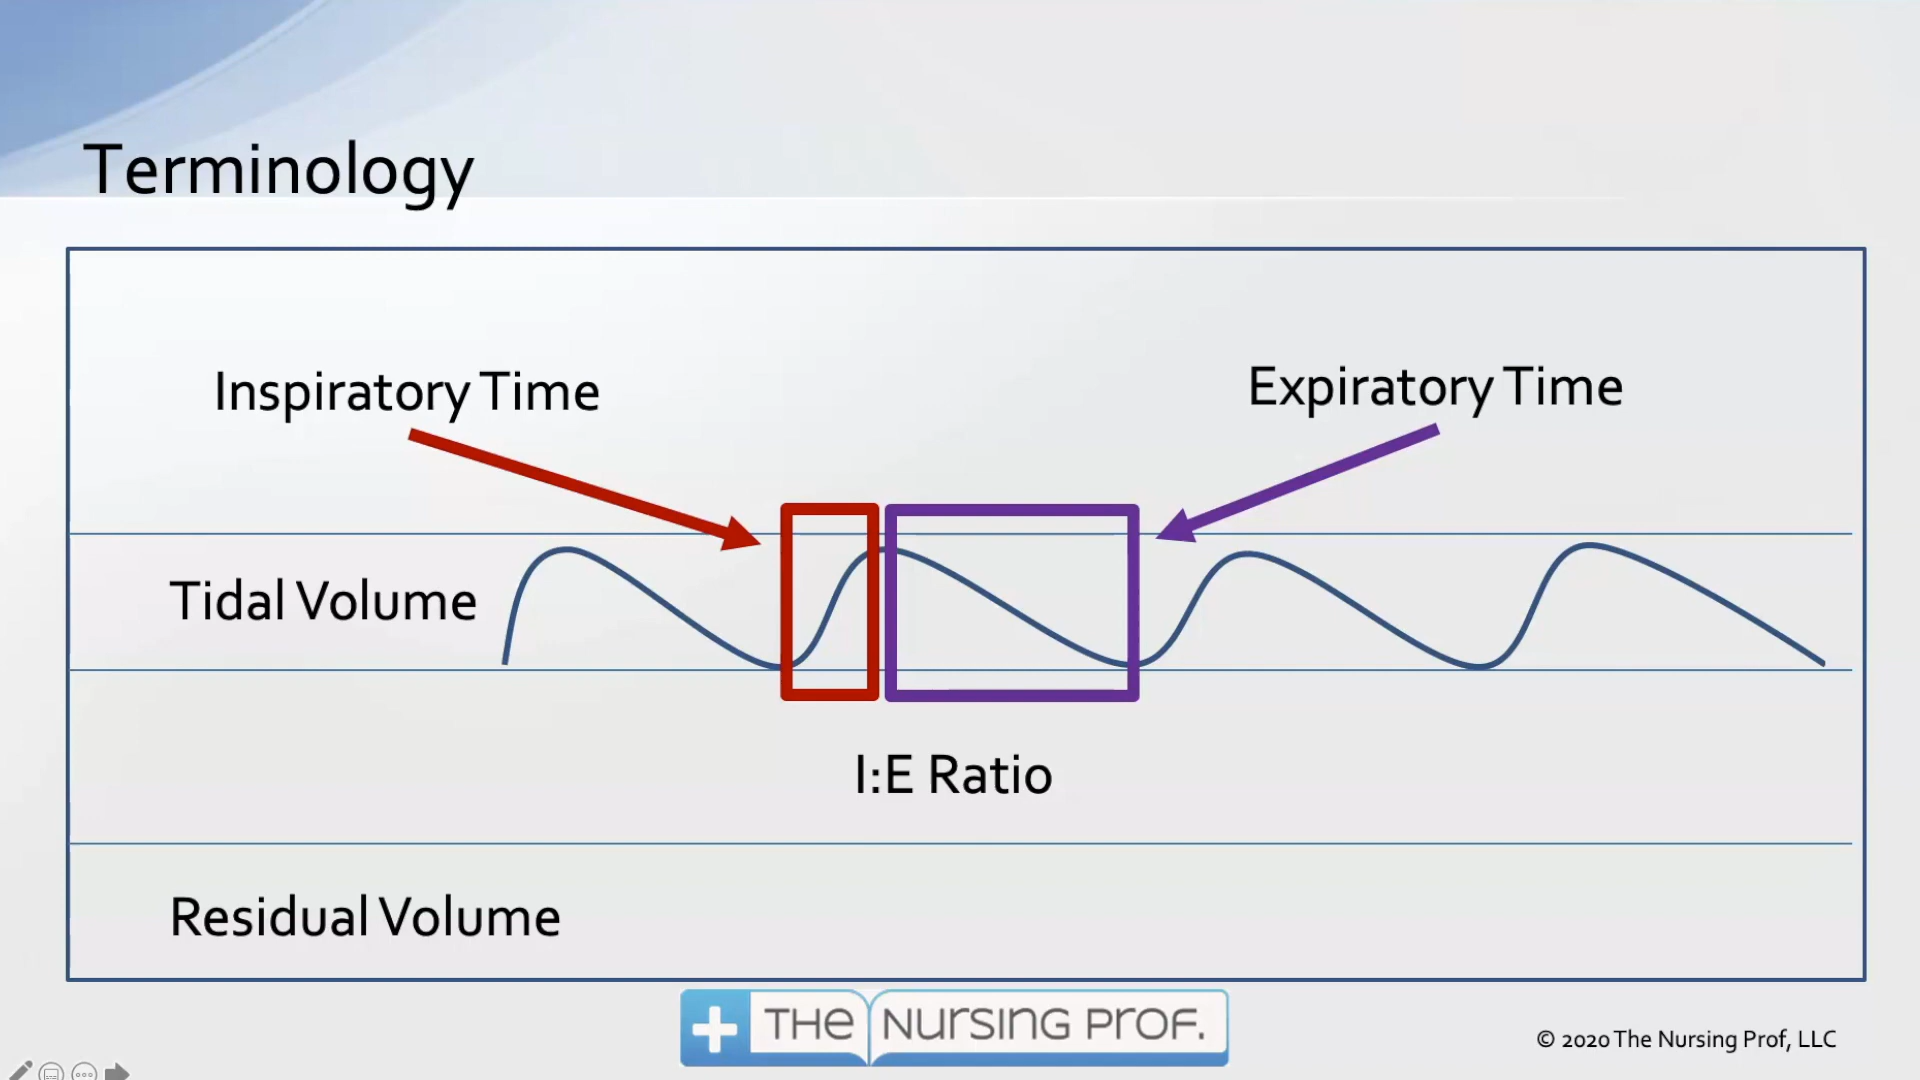 Terminology
Inspiratory Time
Expiratory Time
Tidal Volume
I:E Ratio
Residual Volume
THE NURSING PROF.
© 2020 The Nursing Prof, LLC